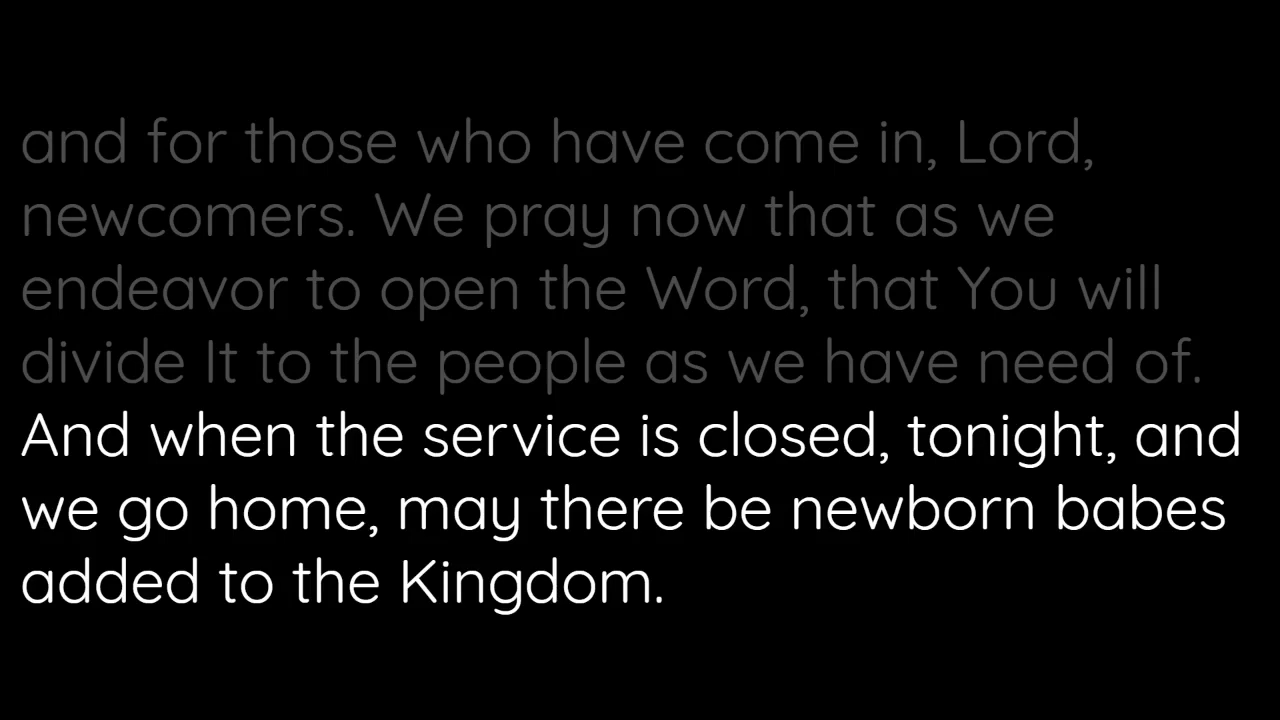 and for those who have come in, Lord,
newcomers. We pray now that as we
endeavor to open the Word, that You will
divide It to the people as we have need of.
And when the service is closed, tonight, and
we go home, may there be newborn babes
added to the Kingdom.